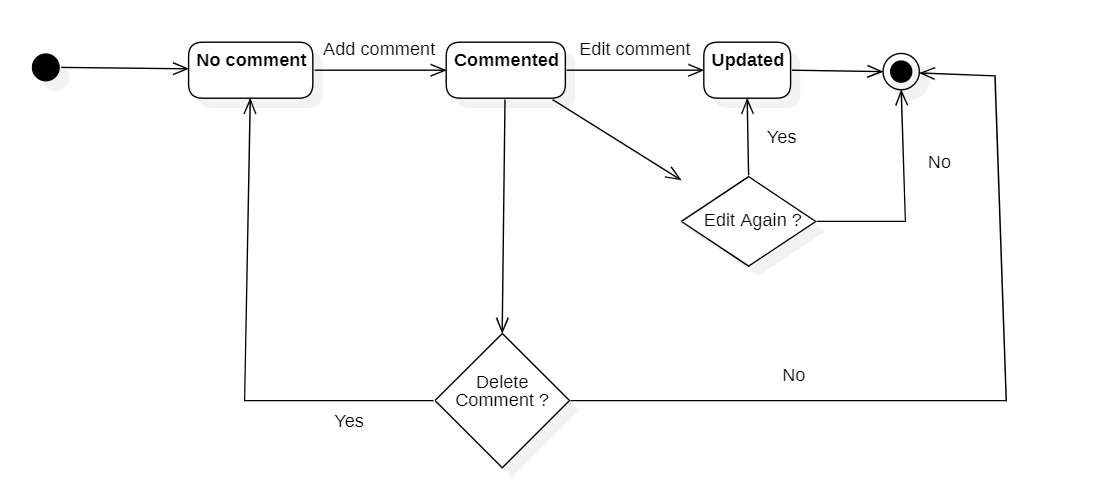 Add comment
Edit comment
No comment
Commented
Updated
Yes
No
Edit Again ?
No
Delete
Comment ?
Yes